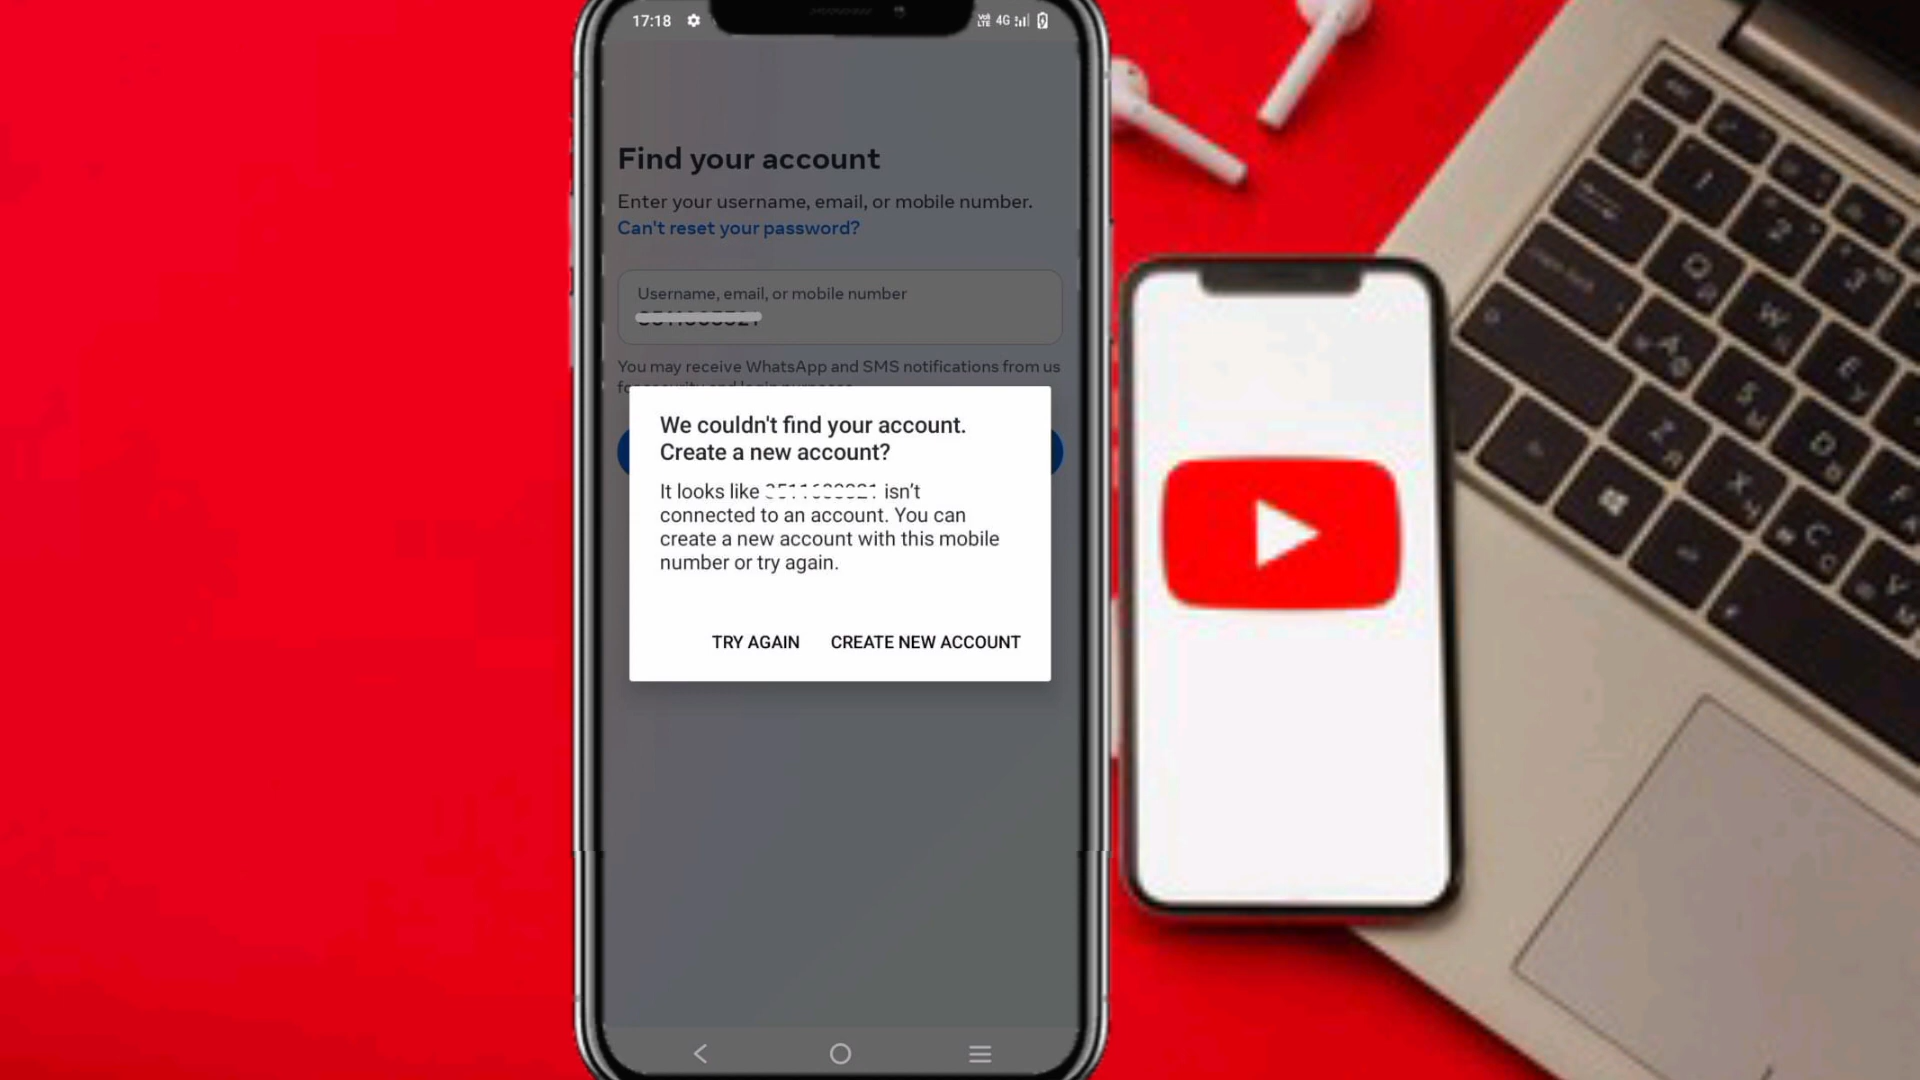 17:18
4G
Find your account
Enter your username, email, or mobile number.
Can't reset your password?
Username, email, or mobile number
You may receive WhatsApp and SMS notifications from us
We couldn't find your account.
Create a new account?
It looks like isn't
connected to an account. You can
create a new account with this mobile
number or try again.
TRY AGAIN
CREATE NEW ACCOUNT